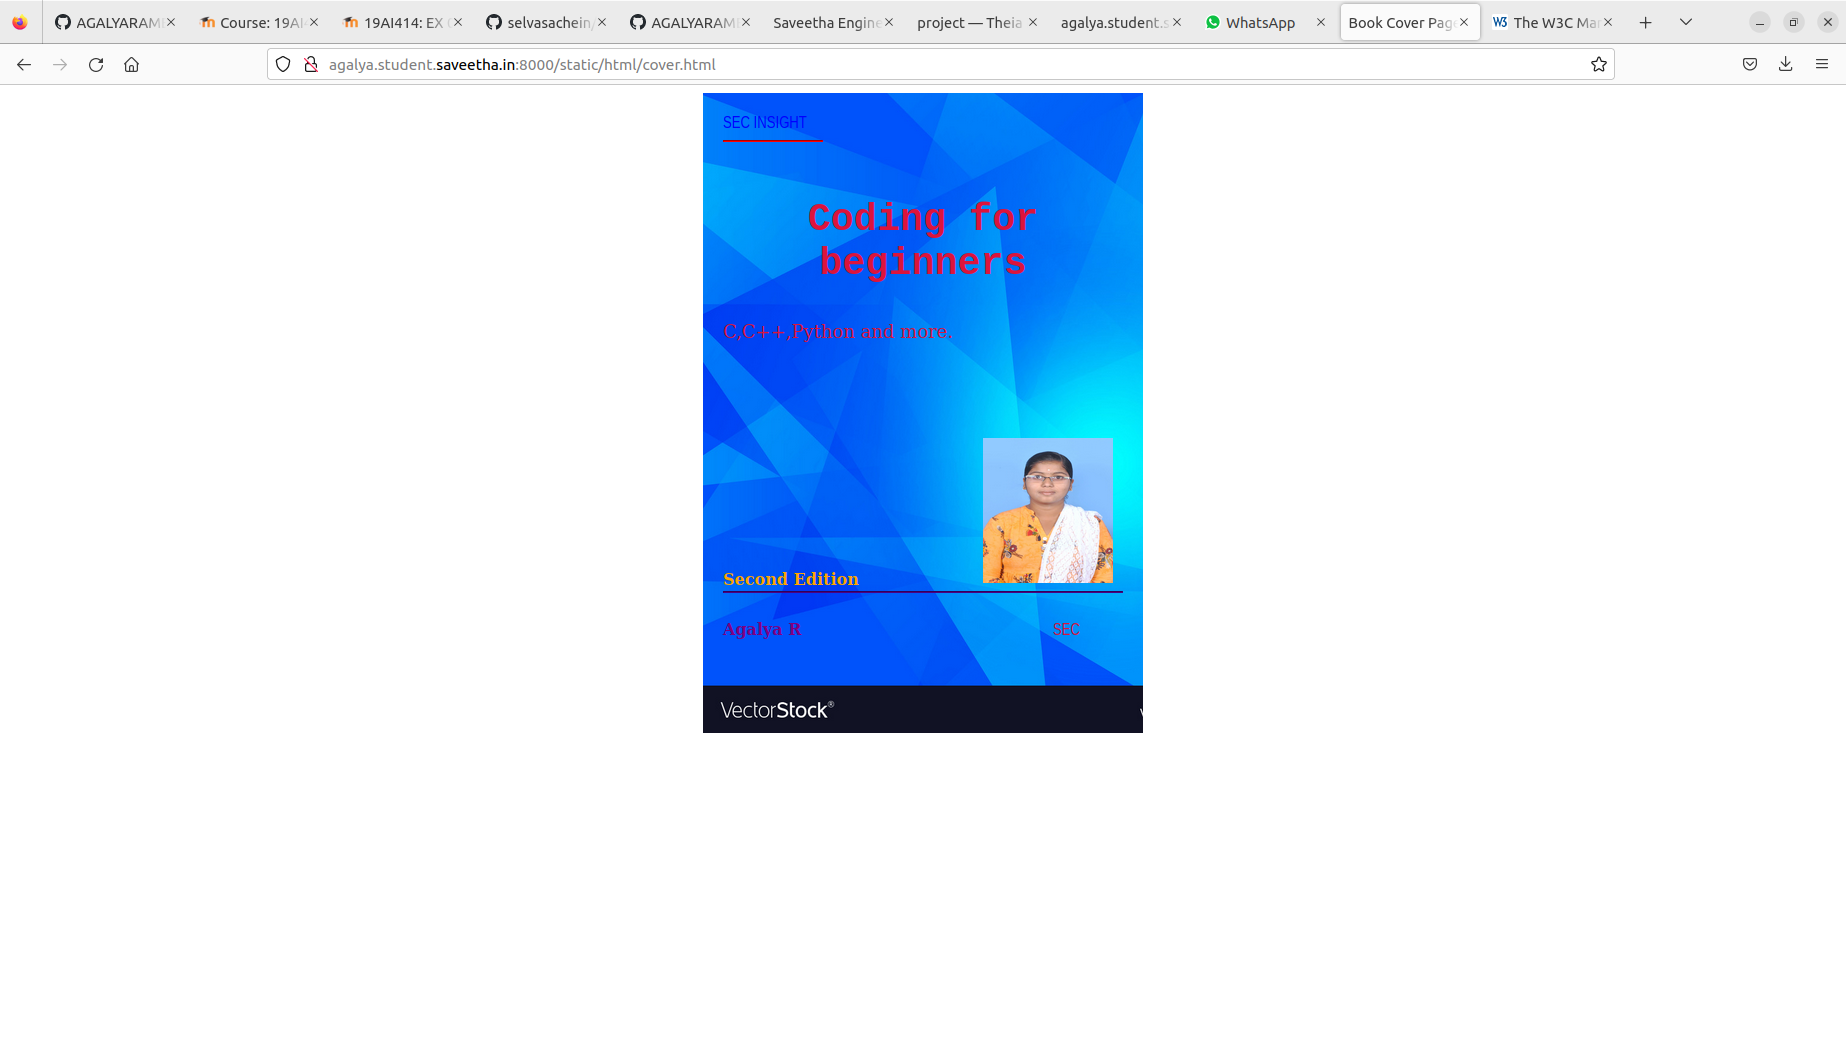 AGALYARAM
Course: 19AI
19AI414: EX
selvasachein/
AGALYARAM
Saveetha Engine
project — Theia
agalya.student.s
WhatsApp
Book Cover Pag
The W3C Ma
agalya.student.saveetha.in:8000/static/html/cover.html
SEC INSIGHT
Coding for
beginners
C,C++,Python and more.
Second Edition
Agalya R
SEC
VectorStock®